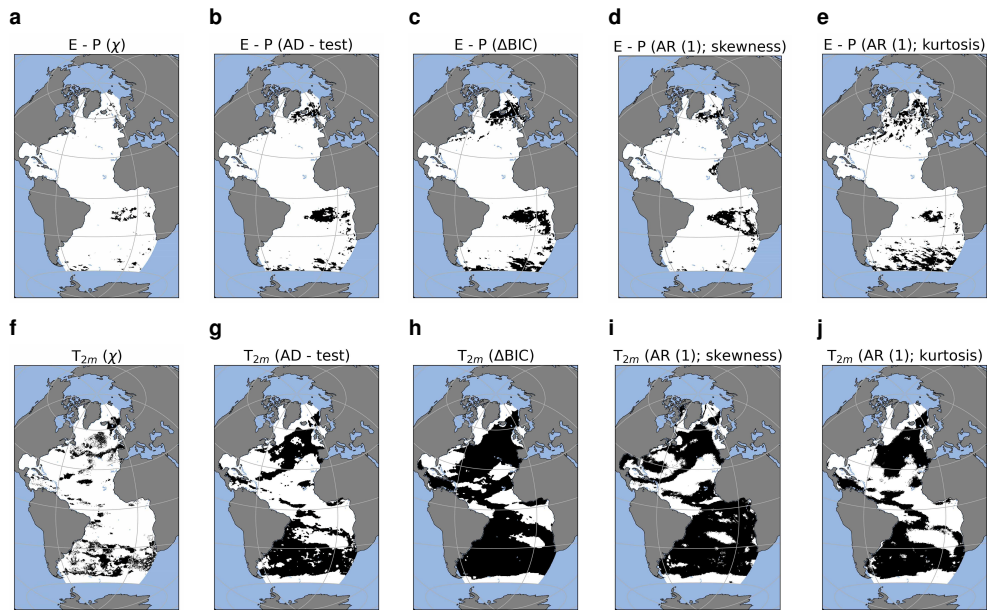 a b c d e
E - P (χ) E - P (AD - test) E - P (ΔBIC) E - P (AR (1); skewness) E - P (AR (1); kurtosis)
f g h i j
T₂ₘ (χ) T₂ₘ (AD - test) T₂ₘ (ΔBIC) T₂ₘ (AR (1); skewness) T₂ₘ (AR (1); kurtosis)